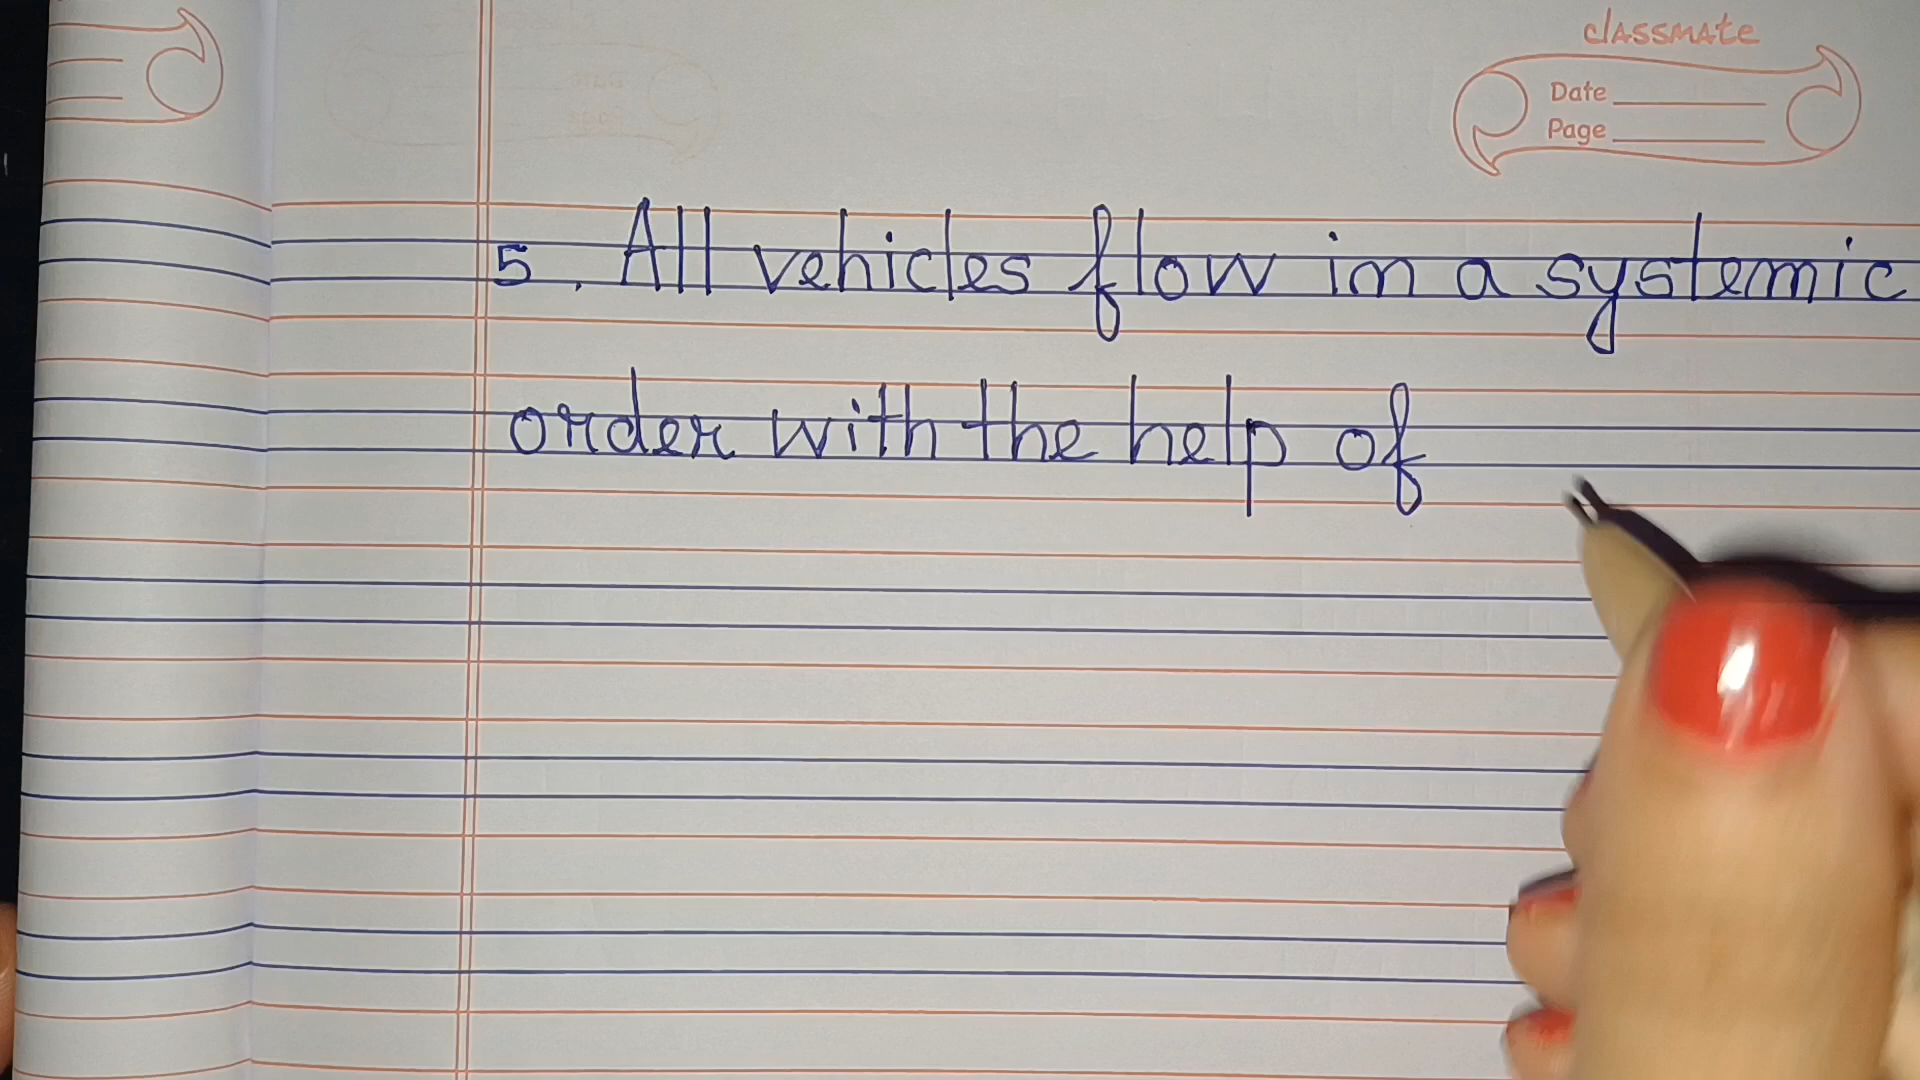 classmate
Date
Page
5. All vehicles flow in a systemic
order with the help of